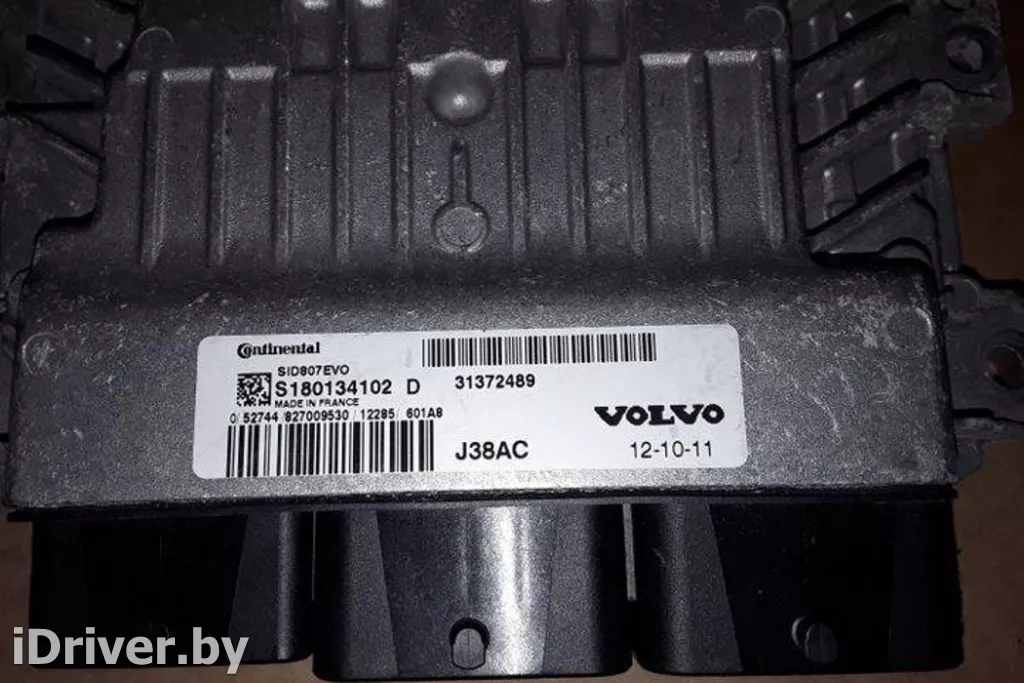 Continental
SID807EVO
S180134102 D
MADE IN FRANCE
0/52744/827009530/12285/601A8
31372489
VOLVO
J38AC
12-10-11
iDriver.by